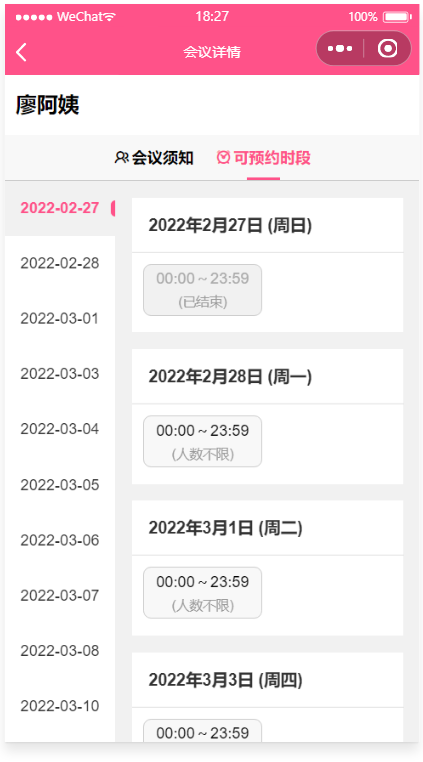 WeChat
18:27
100%
会议详情
廖阿姨
会议须知
可预约时段
2022-02-27
2022-02-28
2022-03-01
2022-03-03
2022-03-04
2022-03-05
2022-03-06
2022-03-07
2022-03-08
2022-03-10
2022年2月27日 (周日)
00:00～23:59
(已结束)
2022年2月28日 (周一)
00:00～23:59
(人数不限)
2022年3月1日 (周二)
00:00～23:59
(人数不限)
2022年3月3日 (周四)
00:00～23:59